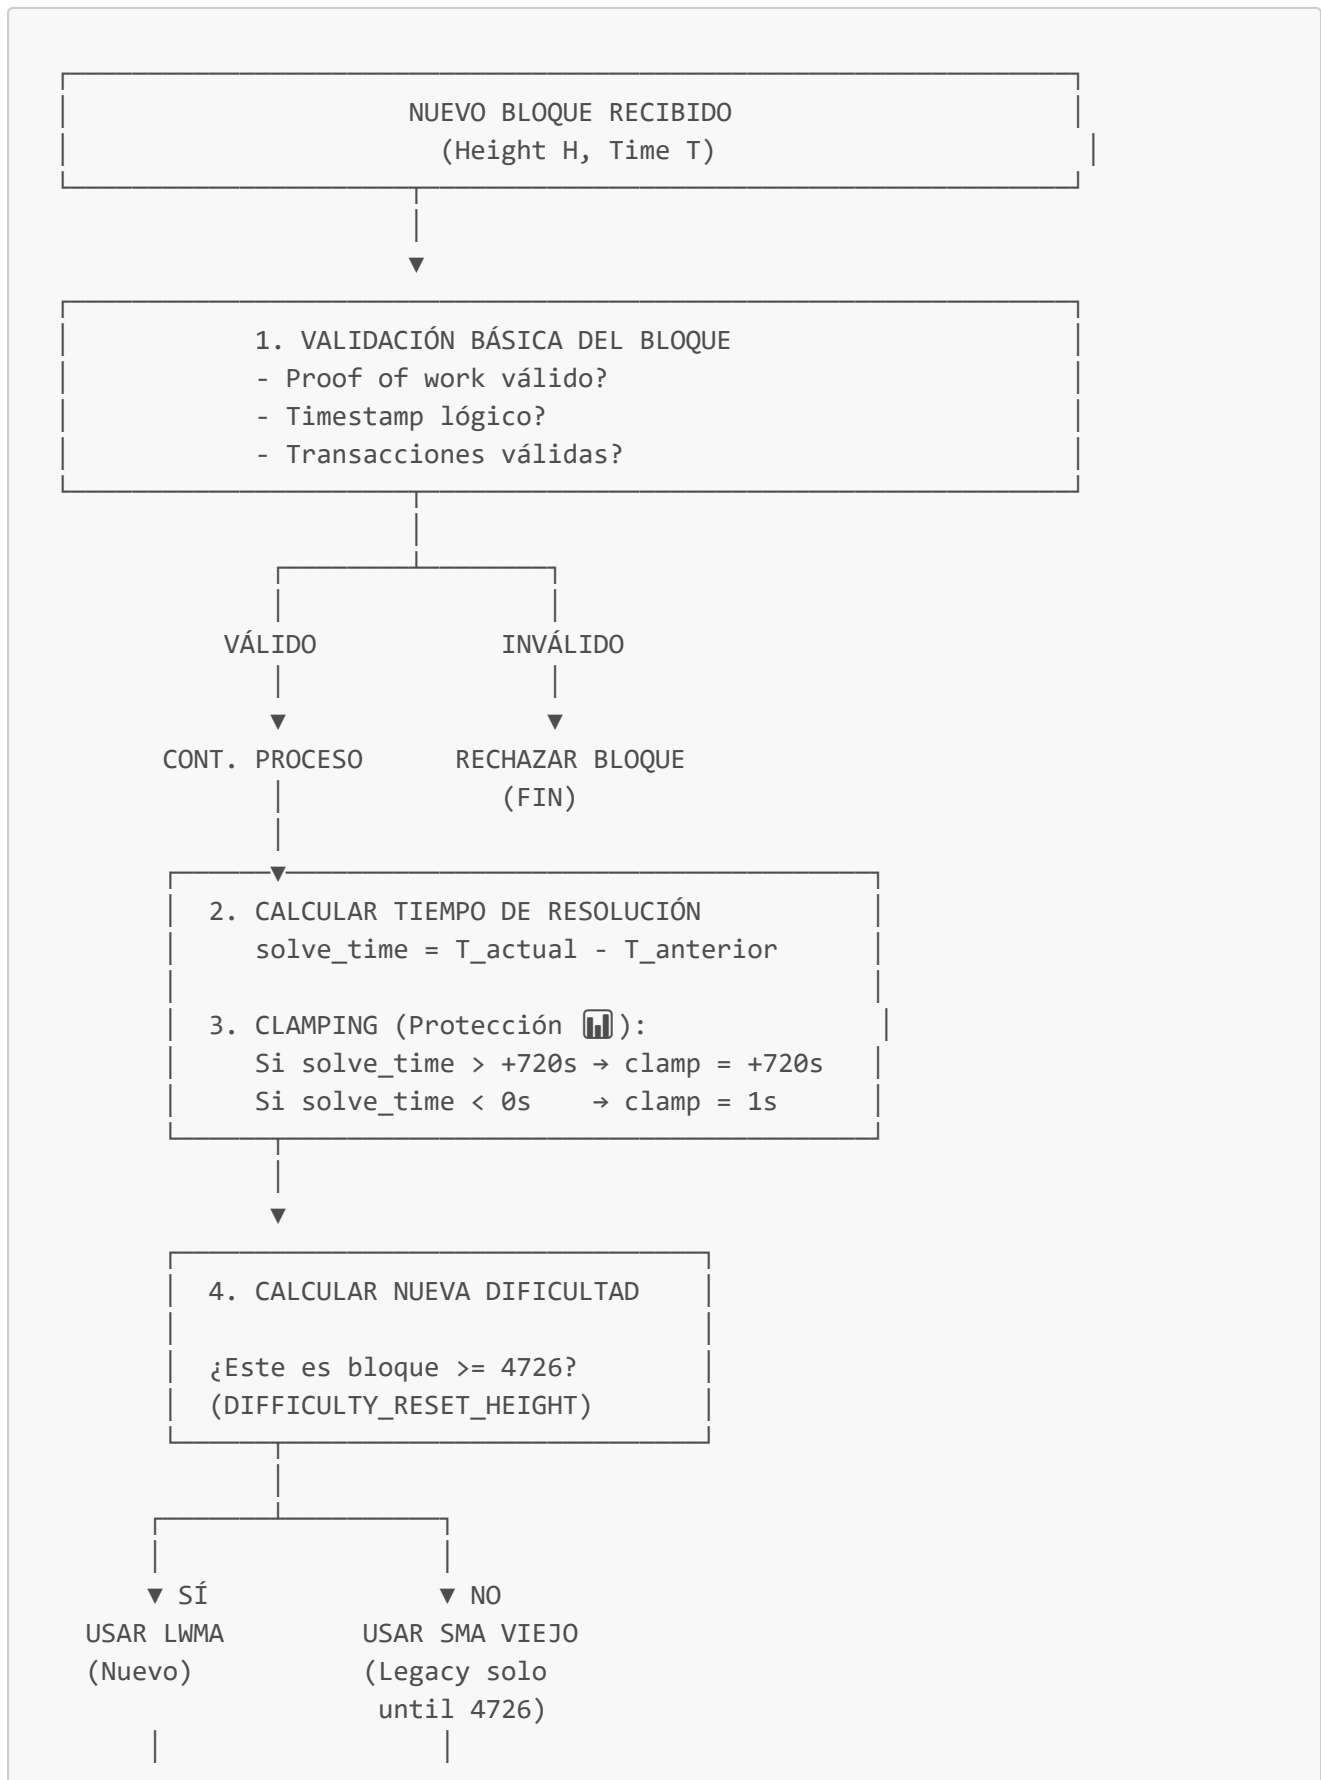 NUEVO BLOQUE RECIBIDO
(Height H, Time T)
▼
1. VALIDACIÓN BÁSICA DEL BLOQUE
- Proof of work válido?
- Timestamp lógico?
- Transacciones válidas?
VÁLIDO INVÁLIDO
▼ ▼
CONT. PROCESO RECHAZAR BLOQUE
(FIN)
▼
2. CALCULAR TIEMPO DE RESOLUCIÓN
solve_time = T_actual - T_anterior
3. CLAMPING (Protección 📊):
Si solve_time > +720s → clamp = +720s
Si solve_time < 0s → clamp = 1s
▼
4. CALCULAR NUEVA DIFICULTAD
¿Este es bloque >= 4726?
(DIFFICULTY_RESET_HEIGHT)
▼ SÍ ▼ NO
USAR LWMA USAR SMA VIEJO
(Nuevo) (Legacy solo
until 4726)